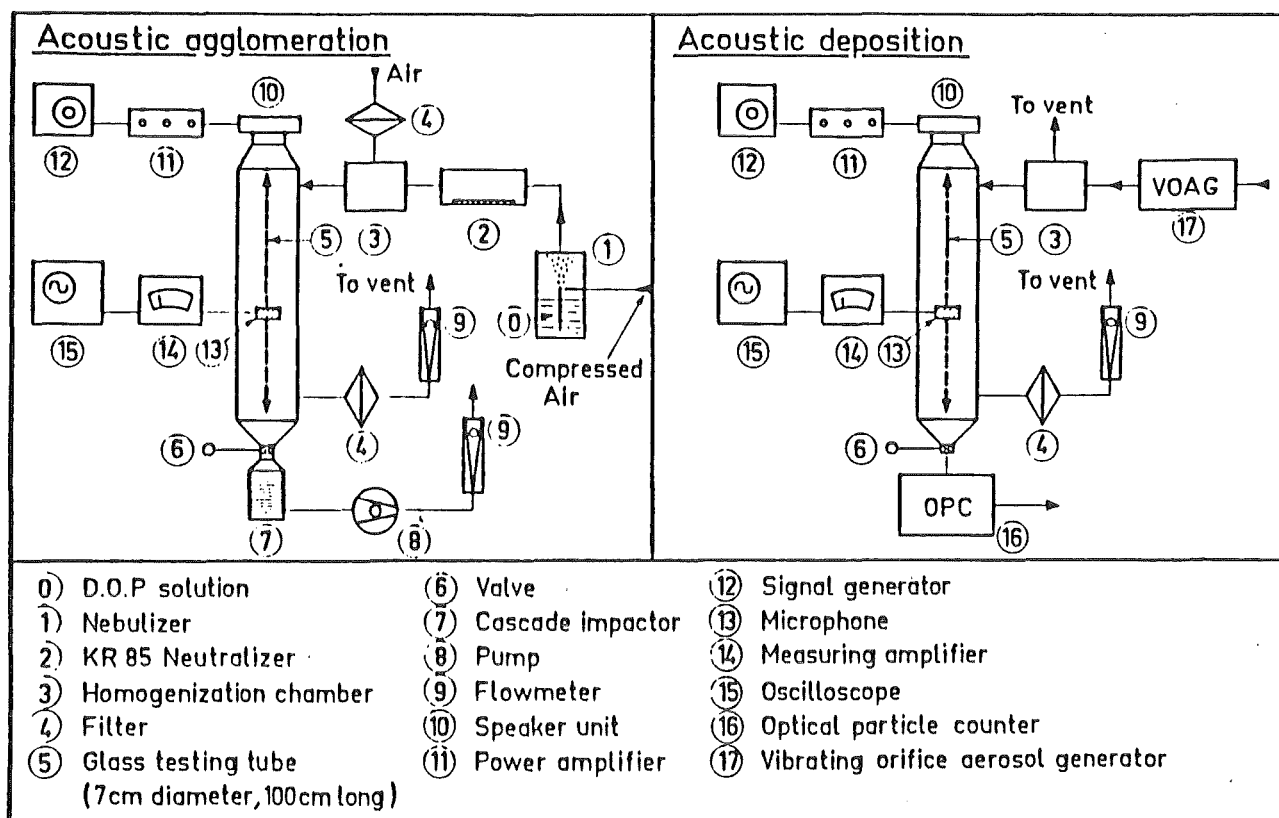 Acoustic agglomeration
Air
⑩
④
⑫
⑪
③
②
①
⑤
To vent
⑨
⓪
⑮
⑭
⑬
Compressed
Air
④
⑨
⑥
⑦
⑧
Acoustic deposition
⑩
To vent
⑫
⑪
VOAG
⑤
③
⑰
To vent
⑨
⑮
⑭
⑬
⑥
④
OPC
⑯
⓪ D.O.P solution
① Nebulizer
② KR 85 Neutralizer
③ Homogenization chamber
④ Filter
⑤ Glass testing tube
(7cm diameter, 100cm long)
⑥ Valve
⑦ Cascade impactor
⑧ Pump
⑨ Flowmeter
⑩ Speaker unit
⑪ Power amplifier
⑫ Signal generator
⑬ Microphone
⑭ Measuring amplifier
⑮ Oscilloscope
⑯ Optical particle counter
⑰ Vibrating orifice aerosol generator